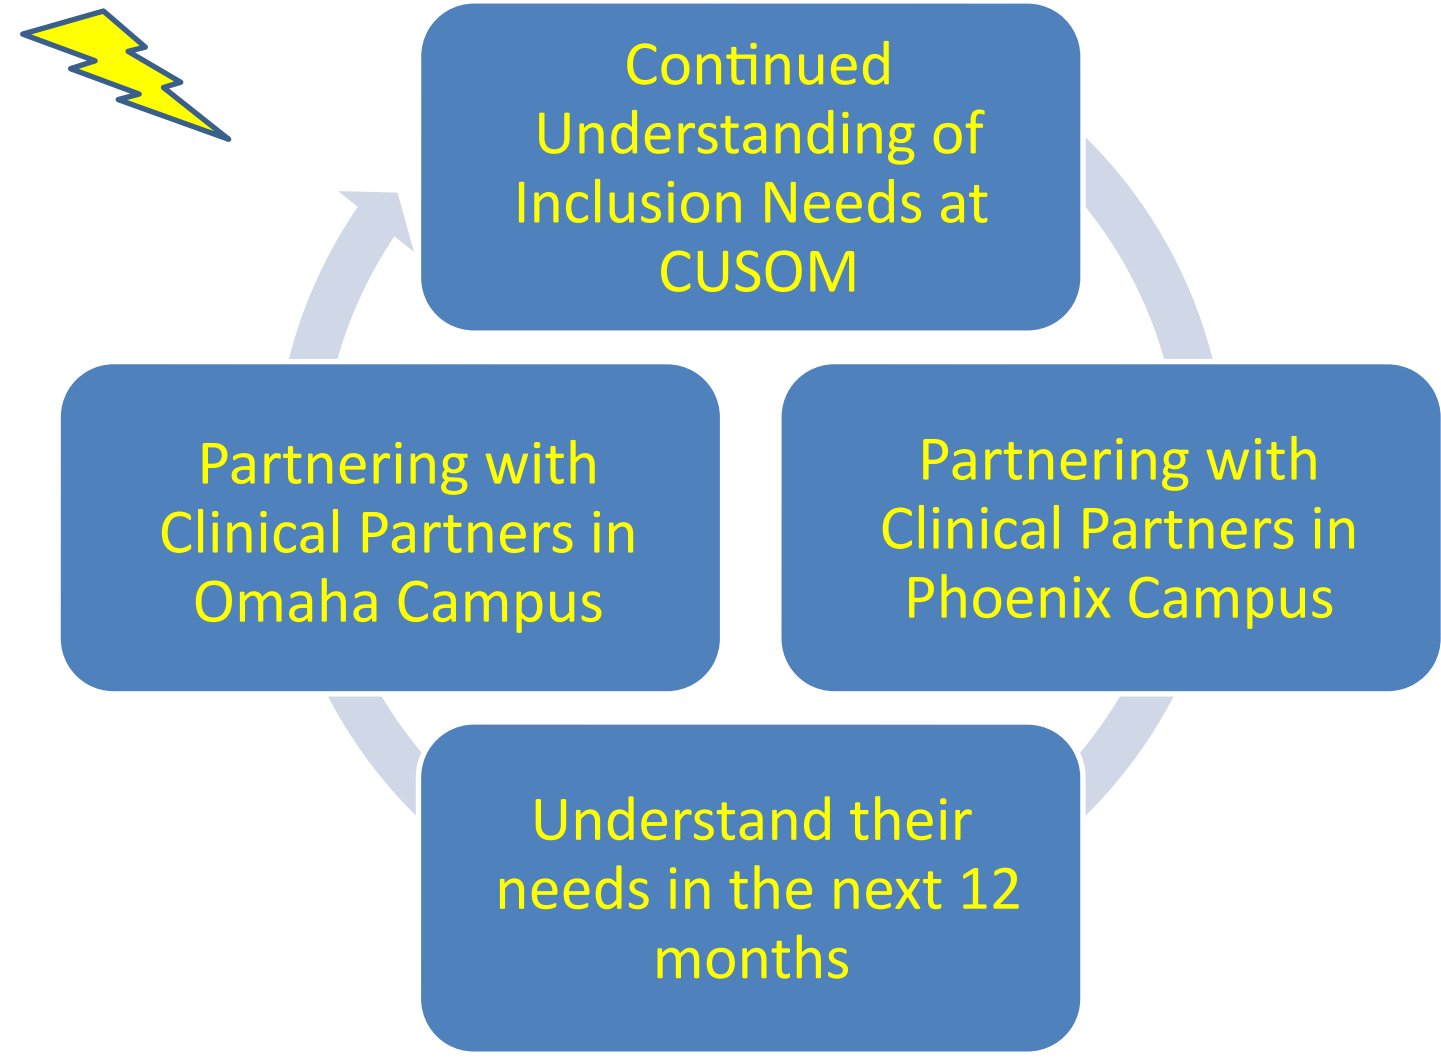 Continued
Understanding of
Inclusion Needs at
CUSOM
Partnering with
Clinical Partners in
Omaha Campus
Partnering with
Clinical Partners in
Phoenix Campus
Understand their
needs in the next 12
months